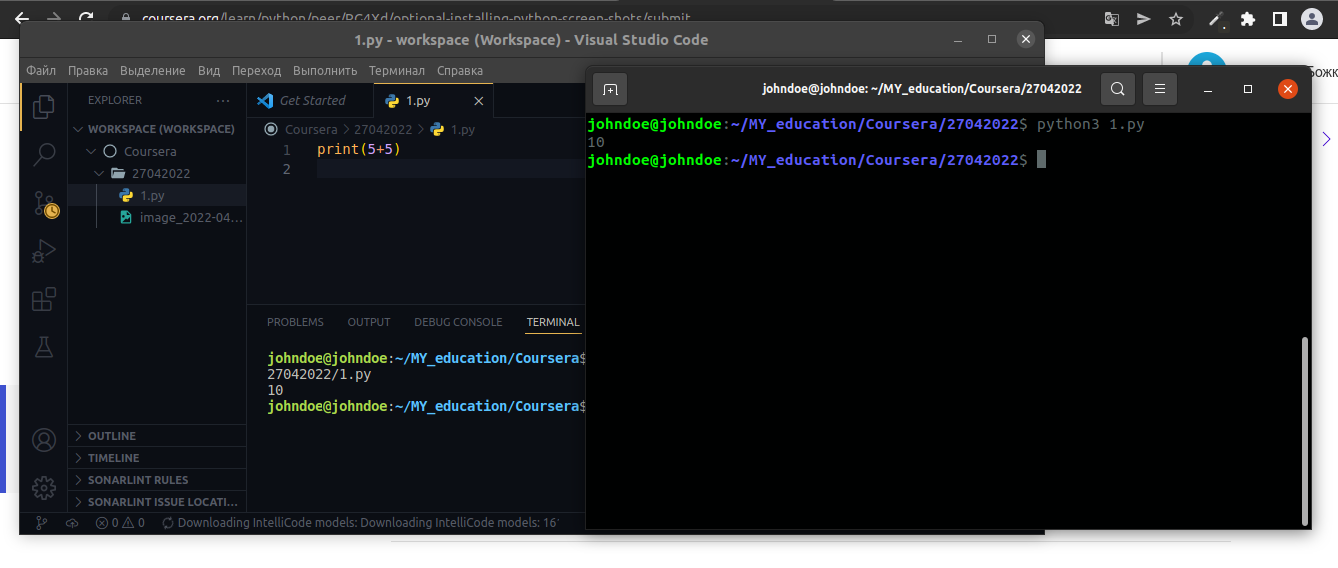 coursera.org/learn/python/peer/PG4Xd/optional-installing-python-screen-shots/submit
1.py - workspace (Workspace) - Visual Studio Code
Файл Правка Выделение Вид Переход Выполнить Терминал Справка
EXPLORER
WORKSPACE (WORKSPACE)
Coursera
27042022
1.py
image_2022-04...
OUTLINE
TIMELINE
SONARLINT RULES
SONARLINT ISSUE LOCATI...
Get Started
1.py
Coursera > 27042022 > 1.py
1 print(5+5)
2
PROBLEMS OUTPUT DEBUG CONSOLE TERMINAL
johndoe@johndoe:~/MY_education/Coursera$
27042022/1.py
10
johndoe@johndoe:~/MY_education/Coursera$
0 0 Downloading IntelliCode models: Downloading IntelliCode models: 16
johndoe@johndoe: ~/MY_education/Coursera/27042022
johndoe@johndoe:~/MY_education/Coursera/27042022$ python3 1.py
10
johndoe@johndoe:~/MY_education/Coursera/27042022$